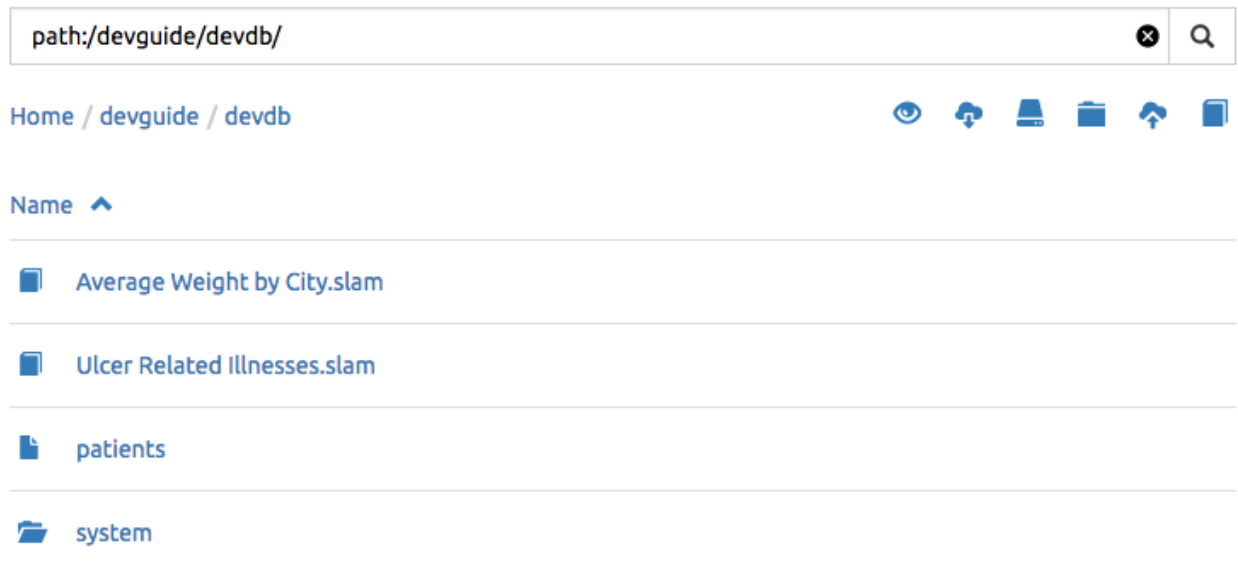 path:/devguide/devdb/
Home / devguide / devdb
Name
Average Weight by City.slam
Ulcer Related Illnesses.slam
patients
system